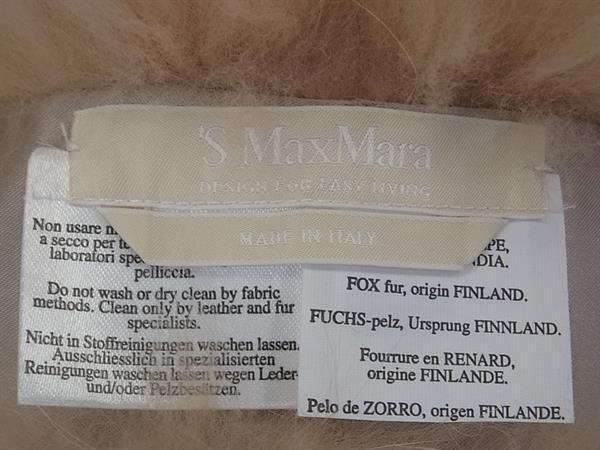 'S MaxMara
DESIGN FOR EASY LIVING
MADE IN ITALY
Non usare
a secco per
laboratori
pelliccia.
Do not wash or dry clean by fabric
methods. Clean only by leather and fur
specialists.
Nicht in Stoffreinigungen waschen lassen.
Ausschliesslich in spezialisierten
Reinigungen waschen lassen wegen Leder-
und/oder Pelzbesätzen.
FOX fur, origin FINLAND.
FUCHS-pelz, Ursprung FINNLAND.
Fourrure en RENARD,
origine FINLANDE.
Pelo de ZORRO, origen FINLANDE.